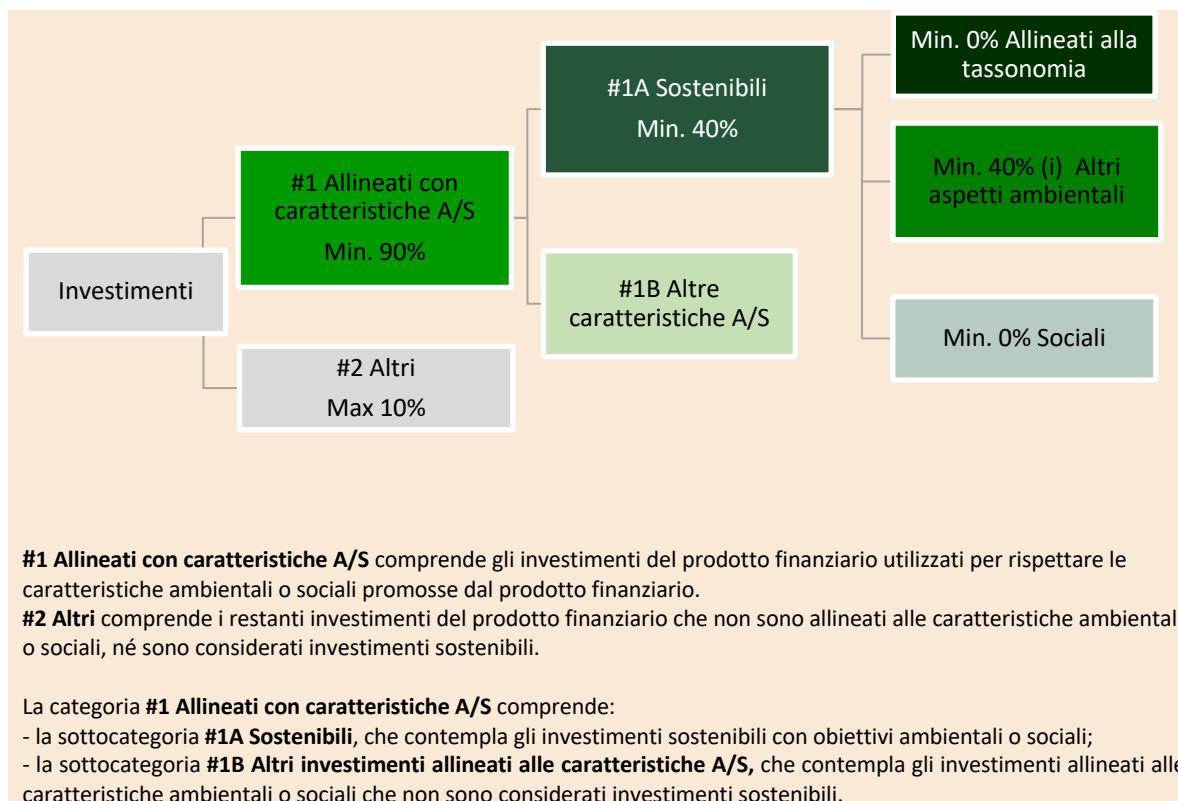 Investimenti
#1 Allineati con
caratteristiche A/S
Min. 90%
#2 Altri
Max 10%
#1A Sostenibili
Min. 40%
#1B Altre
caratteristiche A/S
Min. 0% Allineati alla
tassonomia
Min. 40% (i) Altri
aspetti ambientali
Min. 0% Sociali
#1 Allineati con caratteristiche A/S comprende gli investimenti del prodotto finanziario utilizzati per rispettare le
caratteristiche ambientali o sociali promosse dal prodotto finanziario.
#2 Altri comprende i restanti investimenti del prodotto finanziario che non sono allineati alle caratteristiche ambiental
o sociali, né sono considerati investimenti sostenibili.
La categoria #1 Allineati con caratteristiche A/S comprende:
- la sottocategoria #1A Sostenibili, che contempla gli investimenti sostenibili con obiettivi ambientali o sociali;
- la sottocategoria #1B Altri investimenti allineati alle caratteristiche A/S, che contempla gli investimenti allineati alle
caratteristiche ambientali o sociali che non sono considerati investimenti sostenibili.